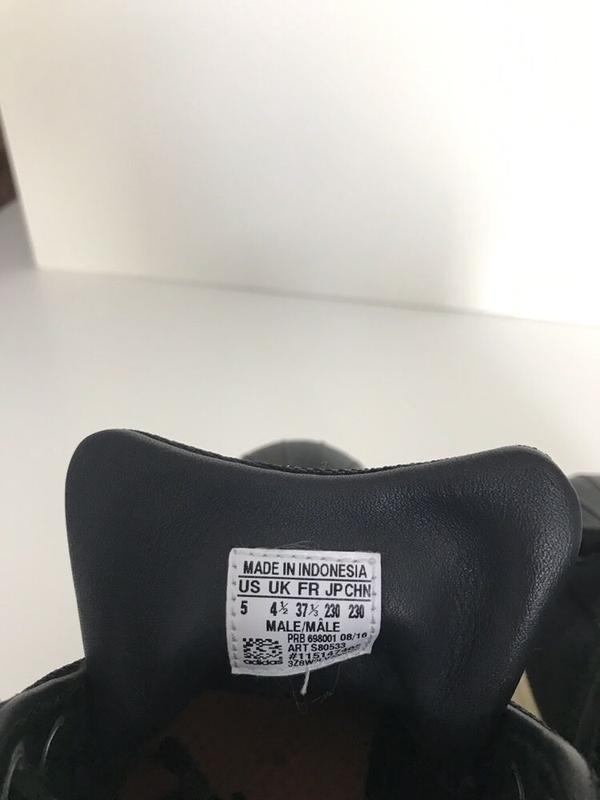 MADE IN INDONESIA
US UK FR JP CHN
5 4½ 37⅓ 230 230
MALE/MÂLE
PRB 698001 08/16
ART S80533
adidas